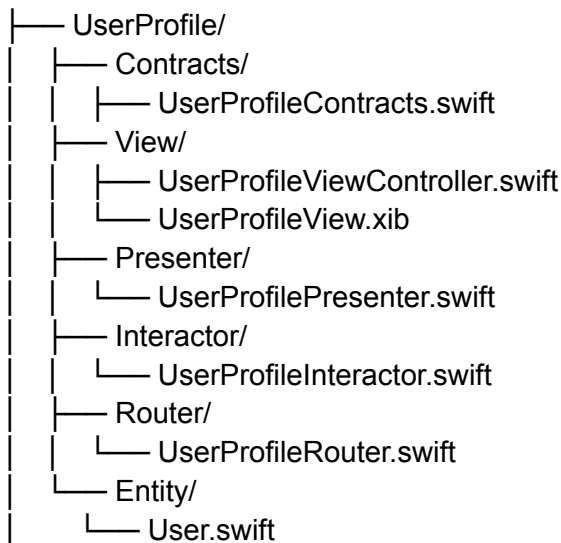 ├── UserProfile/
│   ├── Contracts/
│   │   ├── UserProfileContracts.swift
│   ├── View/
│   │   ├── UserProfileViewController.swift
│   │   └── UserProfileView.xib
│   ├── Presenter/
│   │   └── UserProfilePresenter.swift
│   ├── Interactor/
│   │   └── UserProfileInteractor.swift
│   ├── Router/
│   │   └── UserProfileRouter.swift
│   └── Entity/
│       └── User.swift